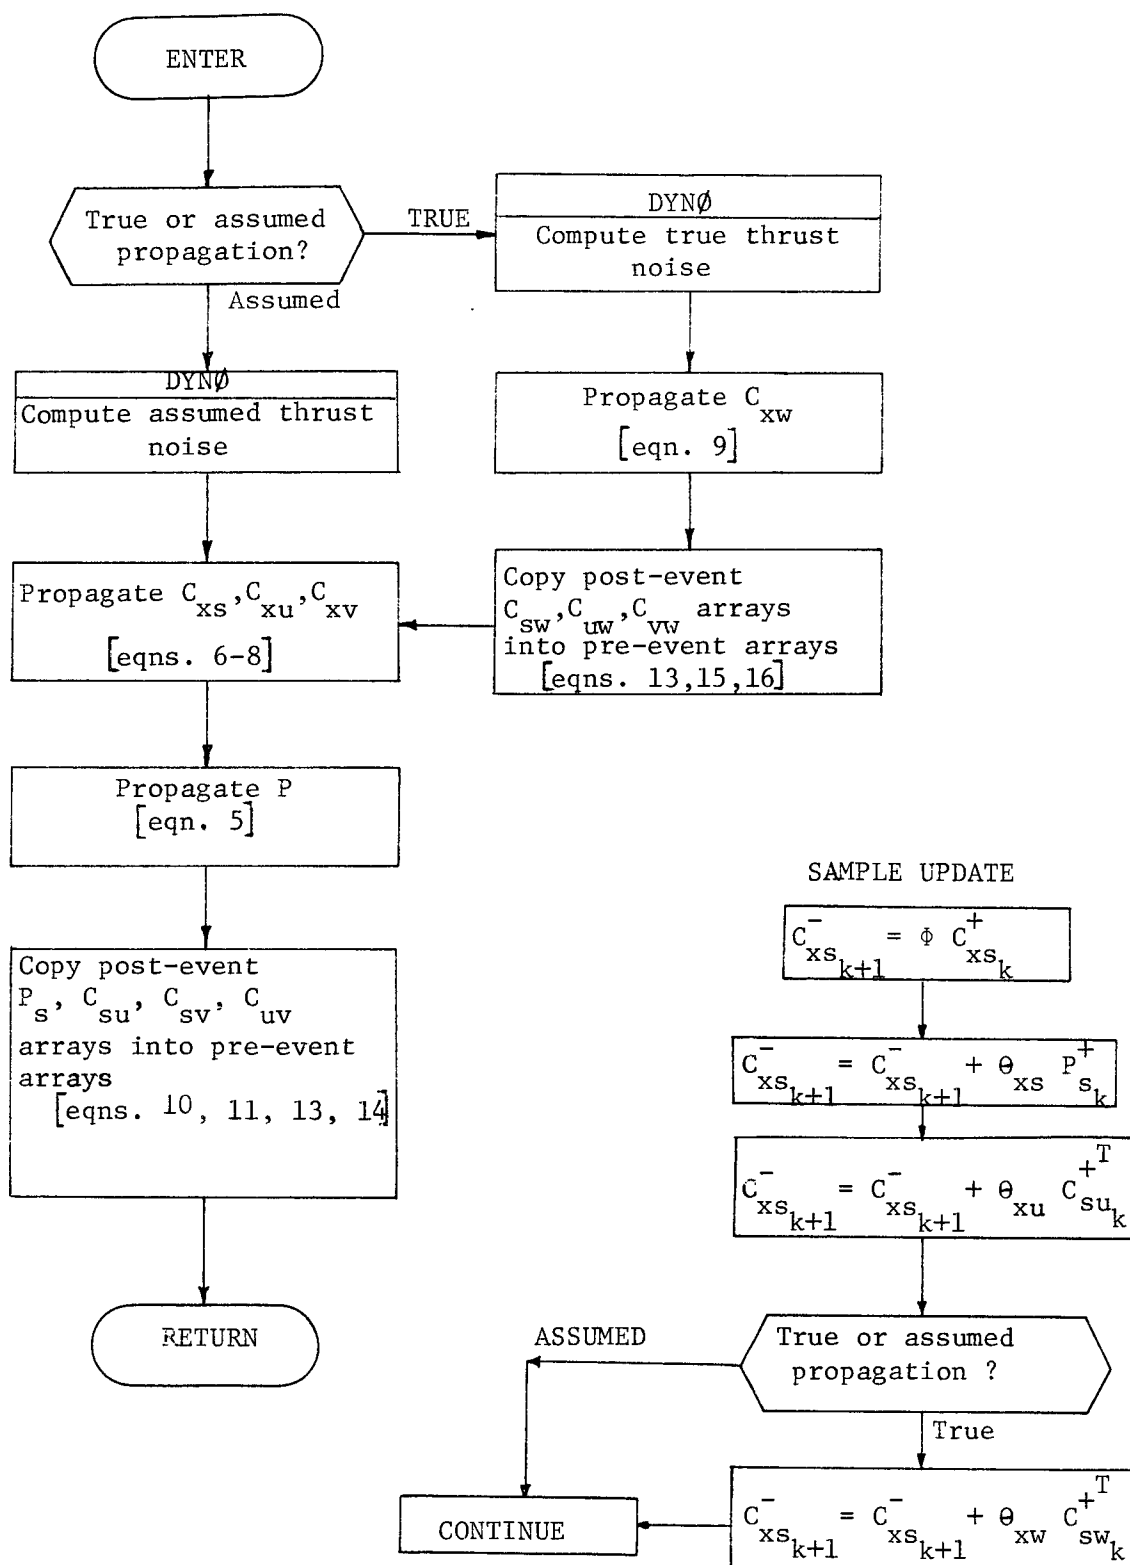 ENTER
True or assumed
propagation?
TRUE
Assumed
DYNØ
Compute true thrust
noise
DYNØ
Compute assumed thrust
noise
Propagate C_xw
[eqn. 9]
Propagate C_xs, C_xu, C_xv
[eqns. 6-8]
Copy post-event
C_sw, C_uw, C_vw arrays
into pre-event arrays
[eqns. 13,15,16]
Propagate P
[eqn. 5]
Copy post-event
P_s, C_su, C_sv, C_uv
arrays into pre-event
arrays
[eqns. 10, 11, 13, 14]
RETURN
SAMPLE UPDATE
C^-_xs_k+1 = Φ C^+_xs_k
C^-_xs_k+1 = C^-_xs_k+1 + θ_xs P^+_s_k
C^-_xs_k+1 = C^-_xs_k+1 + θ_xu C^+T_su_k
True or assumed
propagation ?
ASSUMED
True
C^-_xs_k+1 = C^-_xs_k+1 + θ_xw C^+T_sw_k
CONTINUE